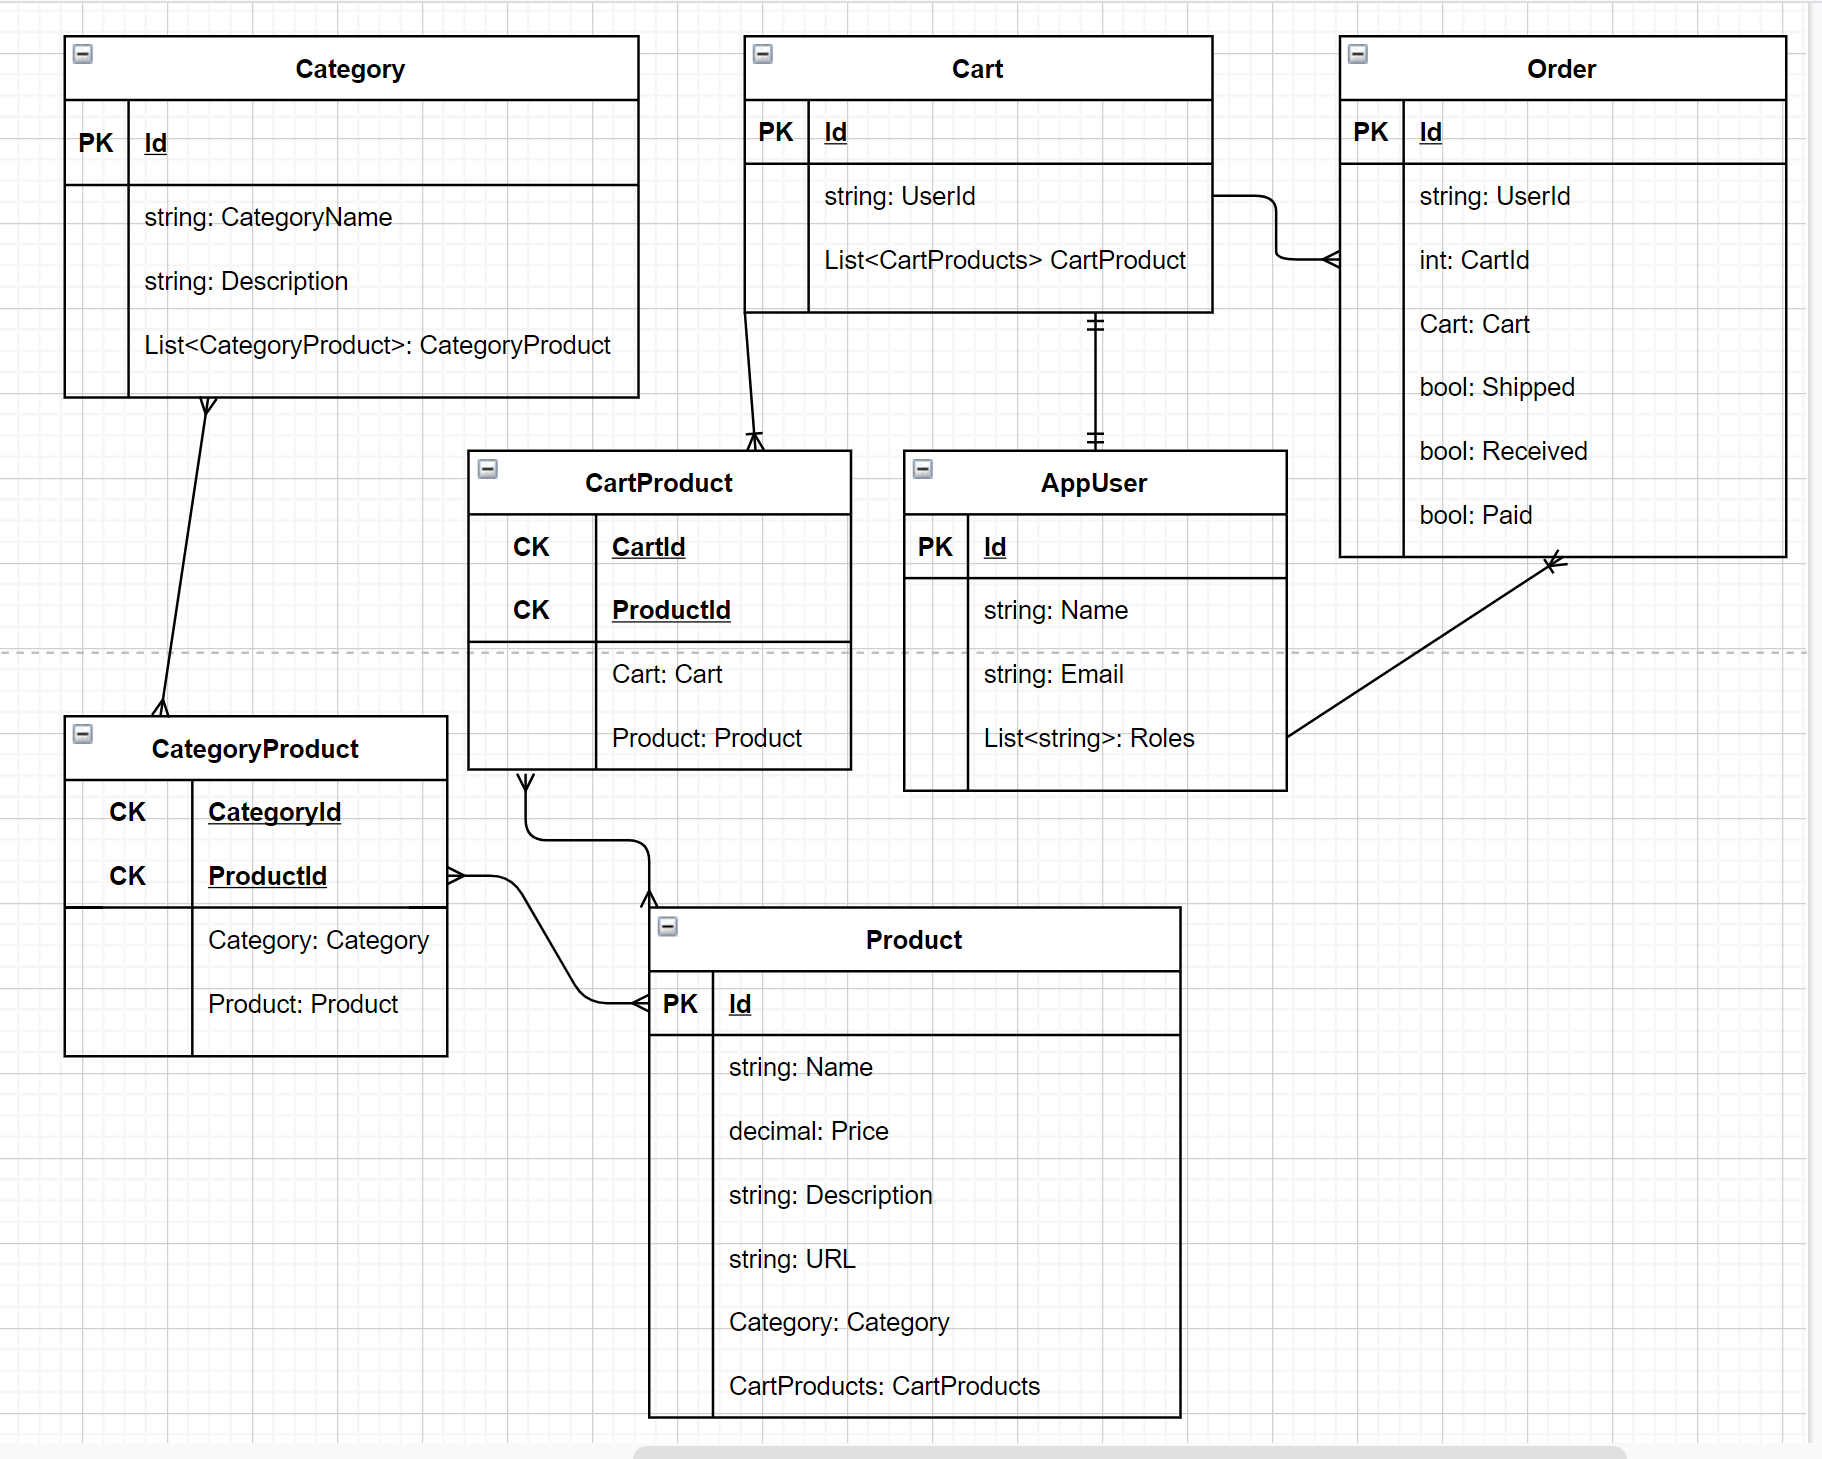 Category
PK Id
string: CategoryName
string: Description
List<CategoryProduct>: CategoryProduct
Cart
PK Id
string: UserId
List<CartProducts> CartProduct
Order
PK Id
string: UserId
int: CartId
Cart: Cart
bool: Shipped
bool: Received
bool: Paid
CartProduct
CK CartId
CK ProductId
Cart: Cart
Product: Product
AppUser
PK Id
string: Name
string: Email
List<string>: Roles
CategoryProduct
CK CategoryId
CK ProductId
Category: Category
Product: Product
Product
PK Id
string: Name
decimal: Price
string: Description
string: URL
Category: Category
CartProducts: CartProducts